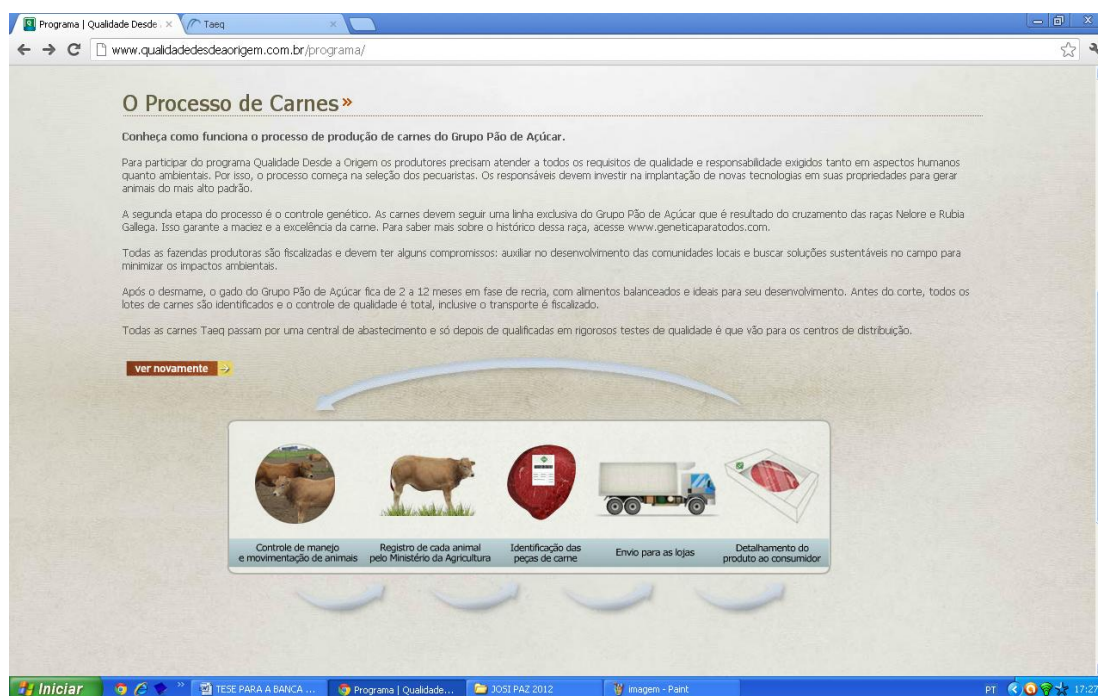 Programa | Qualidade Desde
Taeq
www.qualidadedesdeaorigem.com.br/programa/
O Processo de Carnes»
Conheça como funciona o processo de produção de carnes do Grupo Pão de Açúcar.
Para participar do programa Qualidade Desde a Origem os produtores precisam atender a todos os requisitos de qualidade e responsabilidade exigidos tanto em aspectos humanos
quanto ambientais. Por isso, o processo começa na seleção dos pecuaristas. Os responsáveis devem investir na implantação de novas tecnologias em suas propriedades para gerar
animais do mais alto padrão.
A segunda etapa do processo é o controle genético. As carnes devem seguir uma linha exclusiva do Grupo Pão de Açúcar que é resultado do cruzamento das raças Nelore e Rubia
Gallega. Isso garante a maciez e a excelência da carne. Para saber mais sobre o histórico dessa raça, acesse www.geneticaparatodos.com.
Todas as fazendas produtoras são fiscalizadas e devem ter alguns compromissos: auxiliar no desenvolvimento das comunidades locais e buscar soluções sustentáveis no campo para
minimizar os impactos ambientais.
Após o desmame, o gado do Grupo Pão de Açúcar fica de 2 a 12 meses em fase de recria, com alimentos balanceados e ideais para seu desenvolvimento. Antes do corte, todos os
lotes de carnes são identificados e o controle de qualidade é total, inclusive o transporte é fiscalizado.
Todas as carnes Taeq passam por uma central de abastecimento e só depois de qualificadas em rigorosos testes de qualidade é que vão para os centros de distribuição.
ver novamente
Controle de manejo
e movimentação de animais
Registro de cada animal
pelo Ministério da Agricultura
Identificação das
peças de carne
Envio para as lojas
Detalhamento do
produto ao consumidor
Iniciar
TESE PARA A BANCA ...
Programa | Qualidade...
JOSI PAZ 2012
imagem - Paint
PT
17:27